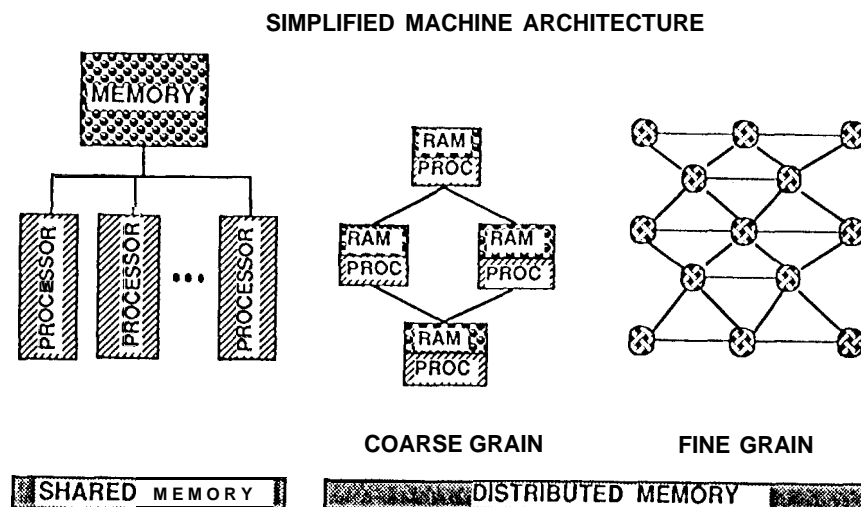 SIMPLIFIED MACHINE ARCHITECTURE
MEMORY
PROCESSOR
PROCESSOR
•••
PROCESSOR
RAM
PROC
RAM
PROC
RAM
PROC
RAM
PROC
COARSE GRAIN
FINE GRAIN
SHARED MEMORY
DISTRIBUTED MEMORY